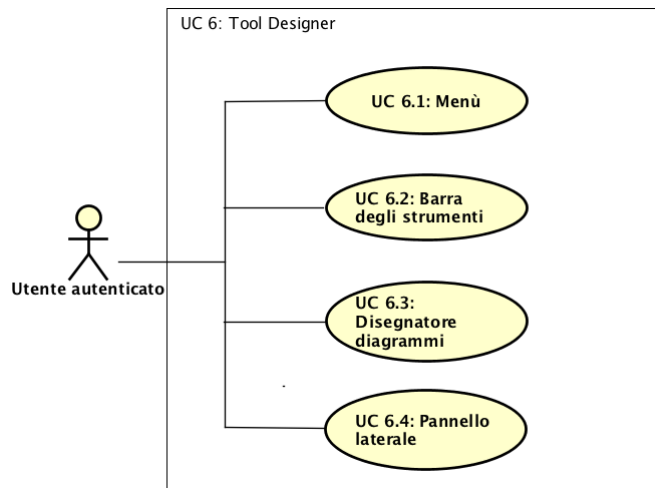 UC 6: Tool Designer
UC 6.1: Menù
UC 6.2: Barra
degli strumenti
Utente autenticato
UC 6.3:
Disegnatore
diagrammi
UC 6.4: Pannello
laterale